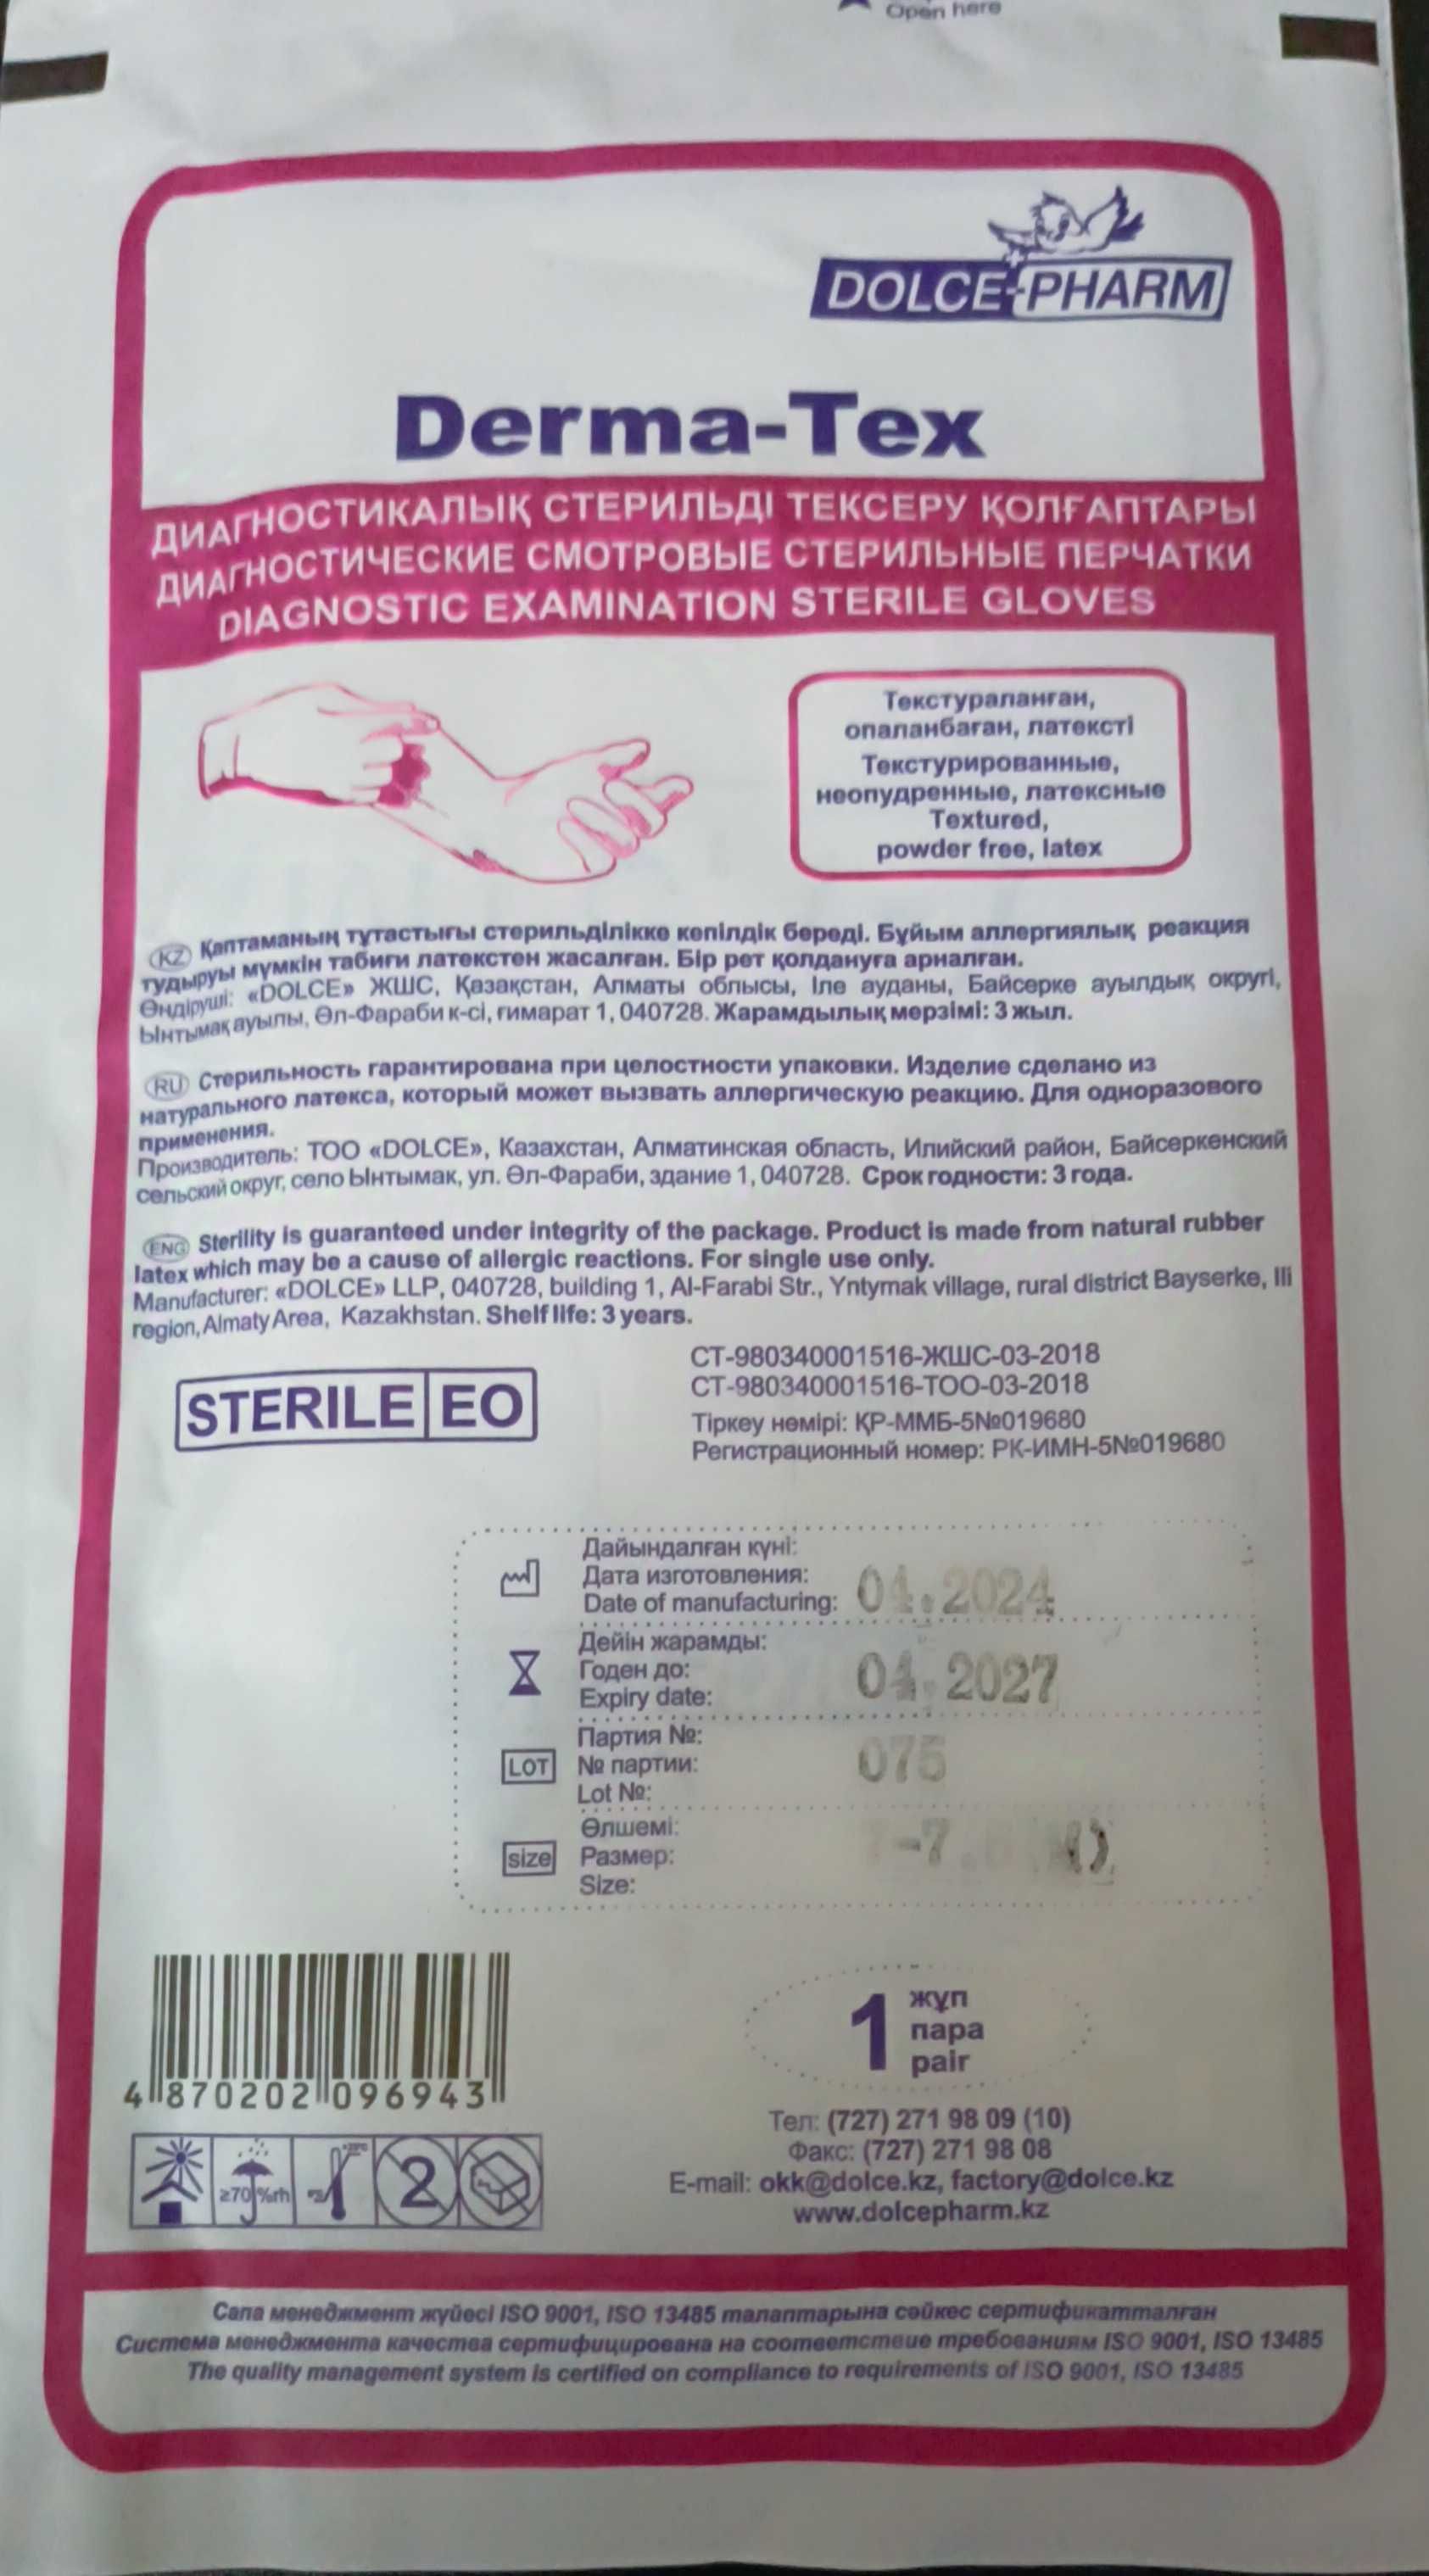 Open here
DOLCE-PHARM
Derma-Tex
ДИАГНОСТИКАЛЫҚ СТЕРИЛЬДІ ТЕКСЕРУ ҚОЛҒАПТАРЫ
ДИАГНОСТИЧЕСКИЕ СМОТРОВЫЕ СТЕРИЛЬНЫЕ ПЕРЧАТКИ
DIAGNOSTIC EXAMINATION STERILE GLOVES
Текстураланған,
опаланбаған, латексті
Текстурированные,
неопудренные, латексные
Textured,
powder free, latex
KZ Қаптаманың тұтастығы стерильділікке кепілдік береді. Бұйым аллергиялық реакция
тудыруы мүмкін табиғи латекстен жасалған. Бір рет қолдануға арналған.
Өндіруші: «DOLCE» ЖШС, Қазақстан, Алматы облысы, Іле ауданы, Байсерке ауылдық округі,
Ынтымақ ауылы, Әл-Фараби к-сі, ғимарат 1, 040728. Жарамдылық мерзімі: 3 жыл.
RU Стерильность гарантирована при целостности упаковки. Изделие сделано из
натурального латекса, который может вызвать аллергическую реакцию. Для одноразового
применения.
Производитель: ТОО «DOLCE», Казахстан, Алматинская область, Илийский район, Байсеркенский
сельский округ, село Ынтымак, ул. Әл-Фараби, здание 1, 040728. Срок годности: 3 года.
ENG Sterility is guaranteed under integrity of the package. Product is made from natural rubber
latex which may be a cause of allergic reactions. For single use only.
Manufacturer: «DOLCE» LLP, 040728, building 1, Al-Farabi Str., Yntymak village, rural district Bayserke, Ili
region, Almaty Area, Kazakhstan. Shelf life: 3 years.
STERILE EO
СТ-980340001516-ЖШС-03-2018
СТ-980340001516-ТОО-03-2018
Тіркеу нөмірі: ҚР-ММБ-5№019680
Регистрационный номер: РК-ИМН-5№019680
Дайындалған күні:
Дата изготовления:
Date of manufacturing: 04.2024
Дейін жарамды:
Годен до:
Expiry date: 04.2027
Партия №:
LOT № партии: 075
Lot №:
Өлшемі:
size Размер:
Size:
4 870202 096943
1 жұп
пара
pair
≥70 %rh
2
Тел: (727) 271 98 09 (10)
Факс: (727) 271 98 08
E-mail: okk@dolce.kz, factory@dolce.kz
www.dolcepharm.kz
Сапа менеджмент жүйесі ISO 9001, ISO 13485 талаптарына сәйкес сертификатталған
Система менеджмента качества сертифицирована на соответствие требованиям ISO 9001, ISO 13485
The quality management system is certified on compliance to requirements of ISO 9001, ISO 13485